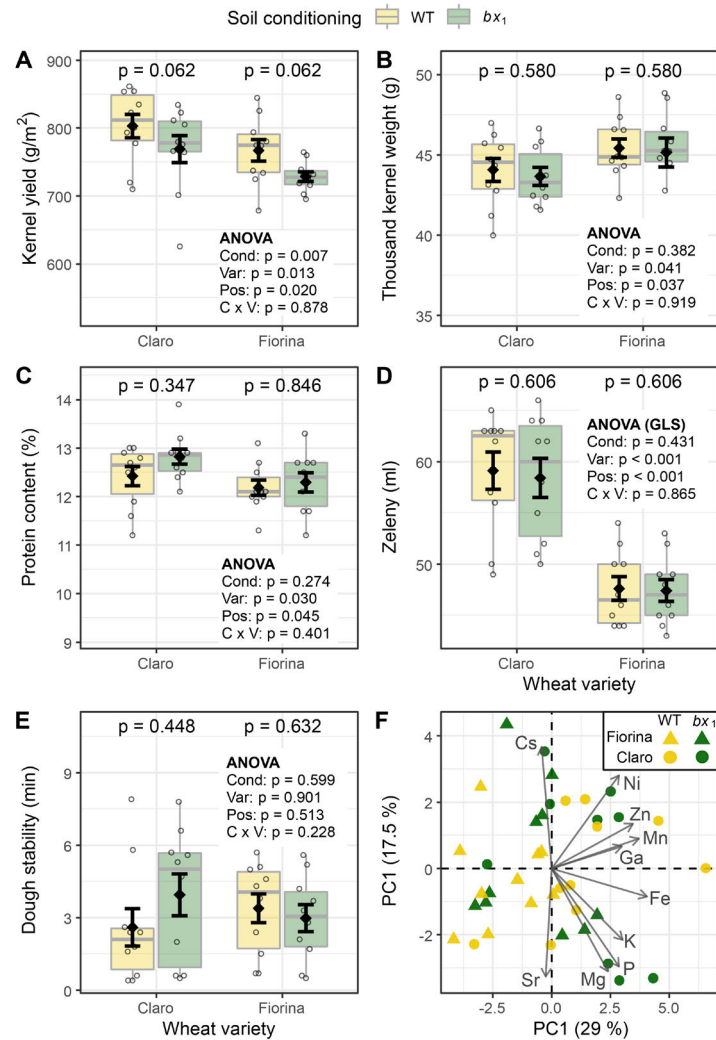 Soil conditioning WT bx₁
A
p = 0.062 p = 0.062
Kernel yield (g/m²)
900
800
700
600
ANOVA
Cond: p = 0.007
Var: p = 0.013
Pos: p = 0.020
C x V: p = 0.878
Claro Fiorina
B
p = 0.580 p = 0.580
Thousand kernel weight (g)
50
45
40
35
ANOVA
Cond: p = 0.382
Var: p = 0.041
Pos: p = 0.037
C x V: p = 0.919
Claro Fiorina
C
p = 0.347 p = 0.846
Protein content (%)
14
13
12
11
10
9
ANOVA
Cond: p = 0.274
Var: p = 0.030
Pos: p = 0.045
C x V: p = 0.401
Claro Fiorina
D
p = 0.606 p = 0.606
Zeleny (ml)
60
50
ANOVA (GLS)
Cond: p = 0.431
Var: p < 0.001
Pos: p < 0.001
C x V: p = 0.865
Claro Fiorina
Wheat variety
E
p = 0.448 p = 0.632
Dough stability (min)
9
6
3
0
ANOVA
Cond: p = 0.599
Var: p = 0.901
Pos: p = 0.513
C x V: p = 0.228
Claro Fiorina
Wheat variety
F
WT bx₁
Fiorina
Claro
PC1 (17.5 %)
4
2
0
-2
Cs
Ni
Zn
Mn
Ga
Fe
K
P
Mg
Sr
-2.5 0.0 2.5 5.0
PC1 (29 %)